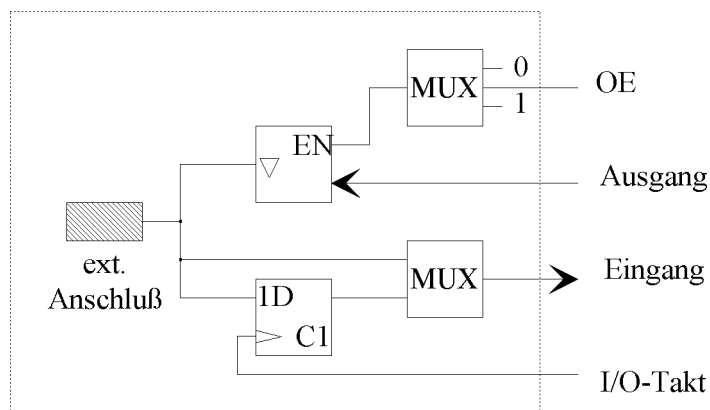 0
MUX
OE
1
EN
Ausgang
ext.
Anschluß
MUX
Eingang
1D
C1
I/O-Takt